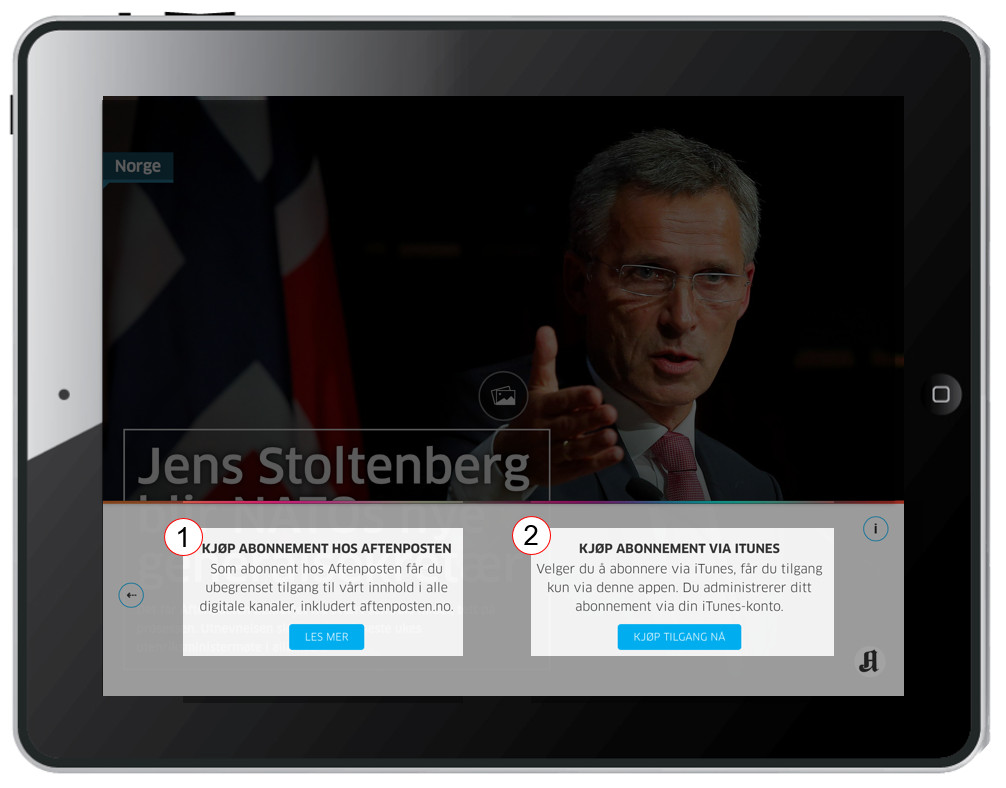 Norge
Jens Stoltenberg
1
KJØP ABONNEMENT HOS AFTENPOSTEN
Som abonnent hos Aftenposten får du
ubegrenset tilgang til vårt innhold i alle
digitale kanaler, inkludert aftenposten.no.
LES MER
2
KJØP ABONNEMENT VIA ITUNES
Velger du å abonnere via iTunes, får du tilgang
kun via denne appen. Du administrerer ditt
abonnement via din iTunes-konto.
KJØP TILGANG NÅ
i
A